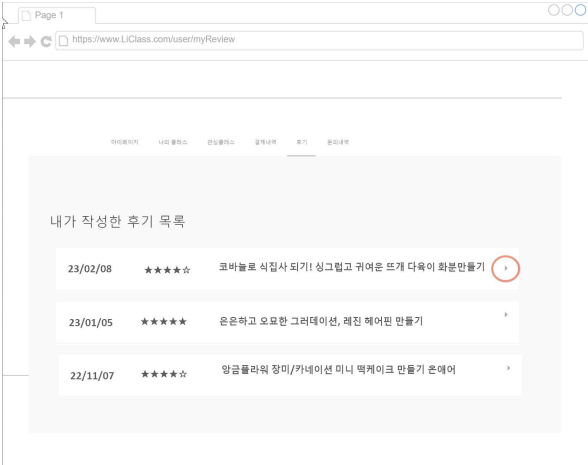 Page 1
https://www.LiClass.com/user/myReview
마이페이지 나의 클래스 관심클래스 결제내역 후기 문의내역
내가 작성한 후기 목록
23/02/08 ★★★★☆ 코바늘로 식집사 되기! 싱그럽고 귀여운 뜨개 다육이 화분만들기
23/01/05 ★★★★★ 은은하고 오묘한 그러데이션, 레진 헤어핀 만들기
22/11/07 ★★★★☆ 앙금플라워 장미/카네이션 미니 떡케이크 만들기 온애어